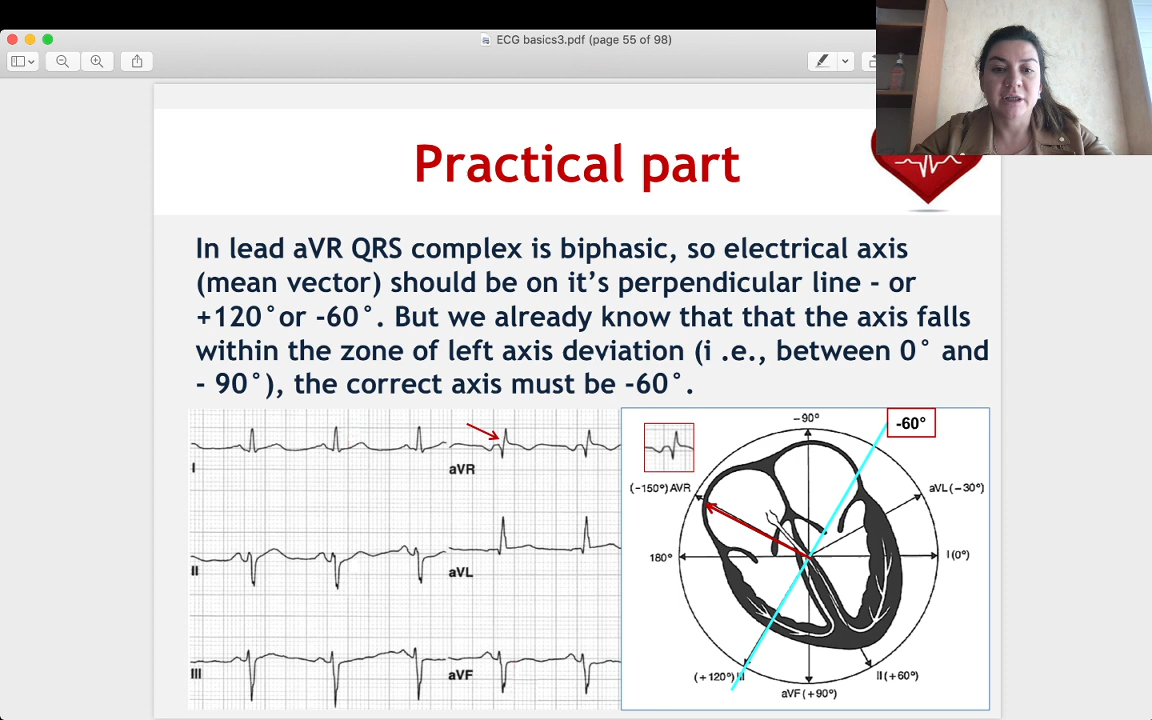 ECG basics3.pdf (page 55 of 98)
Practical part
In lead aVR QRS complex is biphasic, so electrical axis
(mean vector) should be on it’s perpendicular line - or
+120°or -60°. But we already know that that the axis falls
within the zone of left axis deviation (i .e., between 0° and
- 90°), the correct axis must be -60°.
I
aVR
II
aVL
III
aVF
-60°
−90°
(−150°) AVR
aVL (−30°)
180°
I (0°)
(+120°) III
II (+60°)
aVF (+90°)